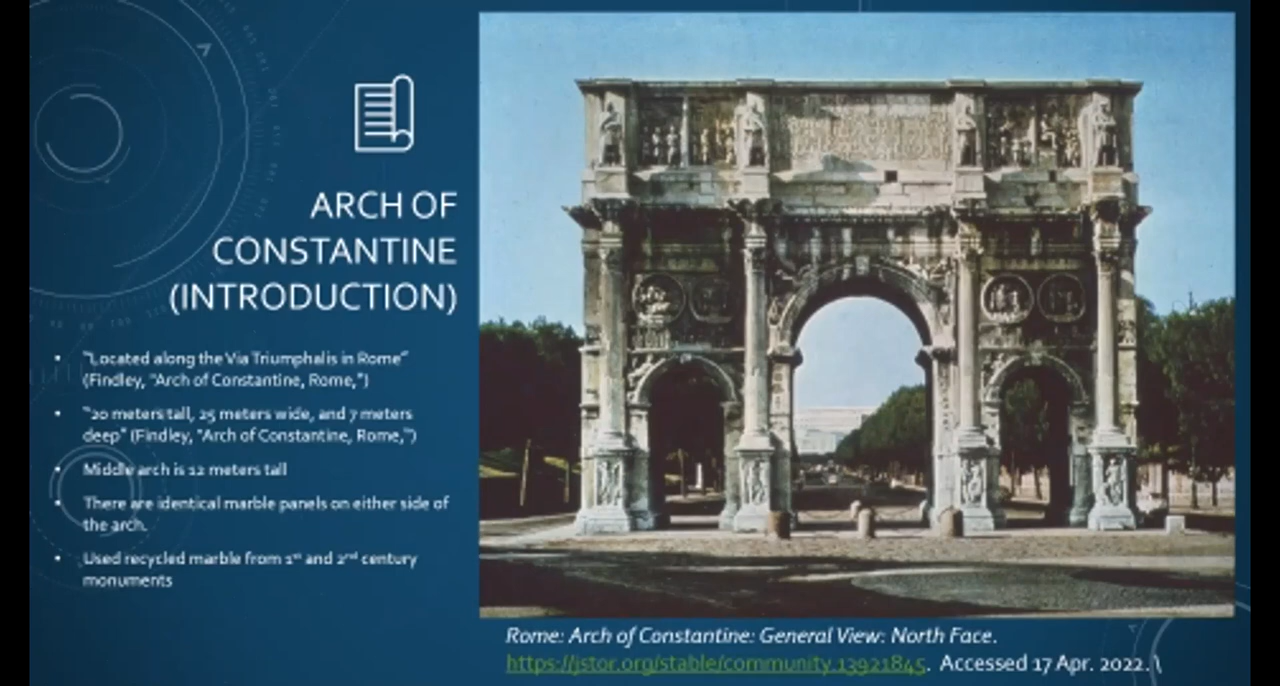 ARCH OF
CONSTANTINE
(INTRODUCTION)
• "Located along the Via Triumphalis in Rome"
(Findley, "Arch of Constantine, Rome,")
• "20 meters tall, 25 meters wide, and 7 meters
deep" (Findley, "Arch of Constantine, Rome,")
• Middle arch is 12 meters tall
• There are identical marble panels on either side of
the arch.
• Used recycled marble from 1st and 2nd century
monuments
Rome: Arch of Constantine: General View: North Face.
https://jstor.org/stable/community.13921845. Accessed 17 Apr. 2022. \